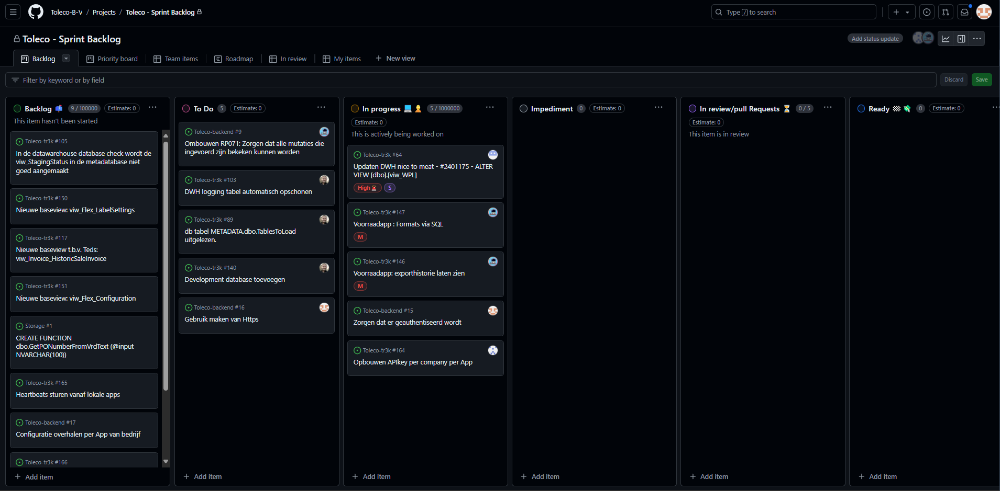 Toleco-B-V / Projects / Toleco - Sprint Backlog
Type / to search
Toleco - Sprint Backlog
Add status update
Backlog
Priority board
Team items
Roadmap
In review
My items
New view
Filter by keyword or by field
Discard
Save
Backlog 📫 9 / 100000 Estimate: 0
This item hasn't been started
Toleco-tr3k #105
In de datawarehouse database check wordt de
viw_StagingStatus in de metadatabase niet
goed aangemaakt
Toleco-tr3k #150
Nieuwe baseview: viw_Flex_LabelSettings
Toleco-tr3k #117
Nieuwe baseview t.b.v. Teds:
viw_Invoice_HistoricSaleInvoice
Toleco-tr3k #151
Nieuwe baseview: viw_Flex_Configuration
Storage #1
CREATE FUNCTION
dbo.GetPONumberFromVrdText (@input
NVARCHAR(100))
Toleco-tr3k #165
Heartbeats sturen vanaf lokale apps
Toleco-backend #17
Configuratie overhalen per App van bedrijf
Toleco-tr3k #166
Add item
To Do 5 Estimate: 0
Toleco-backend #9
Ombouwen RP071: Zorgen dat alle mutaties die
ingevoerd zijn bekeken kunnen worden
Toleco-tr3k #103
DWH logging tabel automatisch opschonen
Toleco-tr3k #89
db tabel METADATA.dbo.TablesToLoad
uitgelezen.
Toleco-tr3k #140
Development database toevoegen
Toleco-backend #16
Gebruik maken van Https
Add item
In progress 5 / 1000000
Estimate: 0
This is actively being worked on
Toleco-tr3k #64
Updaten DWH nice to meat - #2401175 - ALTER
VIEW [dbo].[viw_WPL]
High🚨 S
Toleco-tr3k #147
Voorraadapp : Formats via SQL
M
Toleco-tr3k #146
Voorraadapp: exporthistorie laten zien
M
Toleco-backend #15
Zorgen dat er geauthentiseerd wordt
Toleco-tr3k #164
Opbouwen APIkey per company per App
Add item
Impediment 0 Estimate: 0
Add item
In review/pull Requests ⏳ 0 / 5
Estimate: 0
This item is in review
Add item
Ready 🏁 💸 0 Estimate: 0
Add item